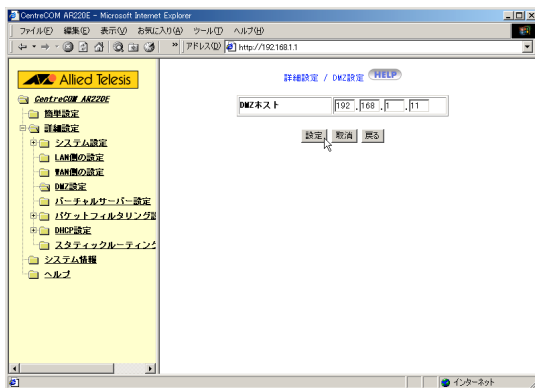 CentreCOM AR220E - Microsoft Internet Explorer
ファイル(F) 編集(E) 表示(V) お気に入り(A) ツール(T) ヘルプ(H)
» アドレス(D) http://192.168.1.1
Allied Telesis
詳細設定 / DMZ設定 HELP
CentreCOM AR220E
DMZホスト 192 . 168 . 1 . 11
簡単設定
詳細設定
設定 取消 戻る
システム設定
LAN側の設定
WAN側の設定
DMZ設定
バーチャルサーバー設定
パケットフィルタリング設
DHCP設定
スタティックルーティング
システム情報
ヘルプ
インターネット